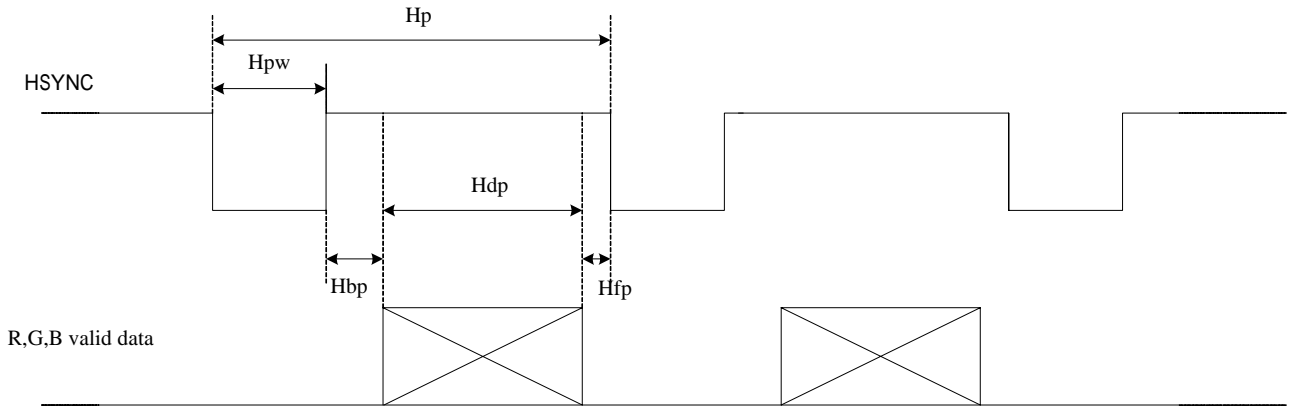 Hp
Hpw
HSYNC
Hdp
Hbp
Hfp
R,G,B valid data